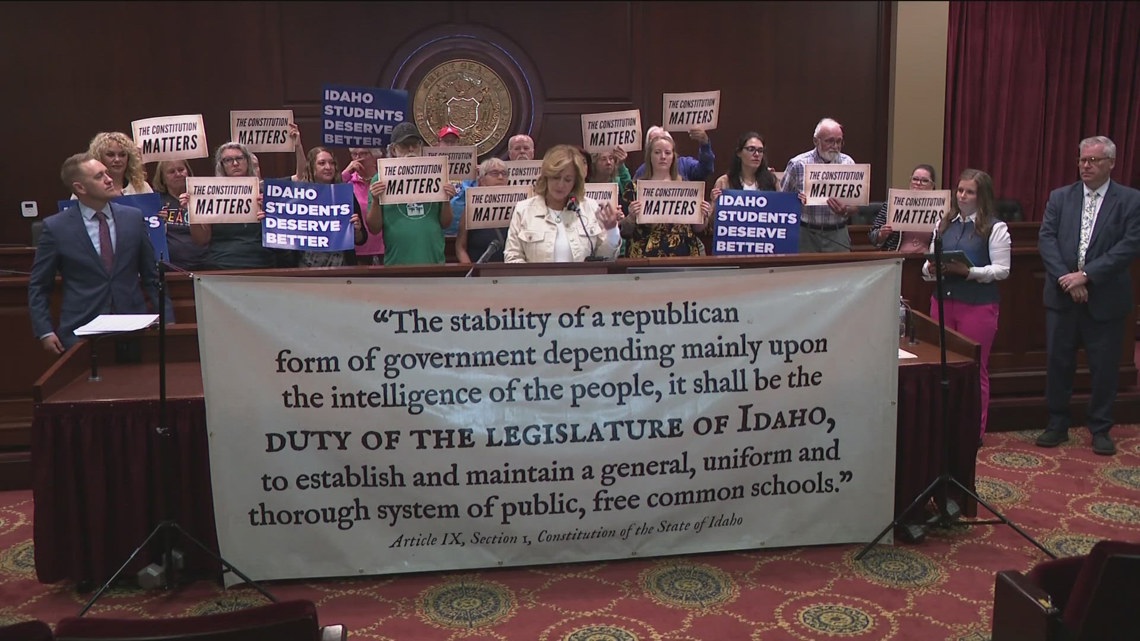 IDAHO
STUDENTS
DESERVE
BETTER
THE CONSTITUTION
MATTERS
THE CONSTITUTION
MATTERS
THE CONSTITUTION
MATTERS
THE CONSTITUTION
MATTERS
THE CONSTITUTION
MATTERS
IDAHO
STUDENTS
DESERVE
BETTER
THE CONSTITUTION
MATTERS
THE CONSTITUTION
THE CONSTITUTION
MATTERS
THE CONSTITUTION
MATTERS
THE CONSTITUTION
MATTERS
IDAHO
STUDENTS
DESERVE
BETTER
THE CONSTITUTION
MATTERS
“The stability of a republican
form of government depending mainly upon
the intelligence of the people, it shall be the
DUTY OF THE LEGISLATURE OF IDAHO,
to establish and maintain a general, uniform and
thorough system of public, free common schools.”
Article IX, Section 1, Constitution of the State of Idaho